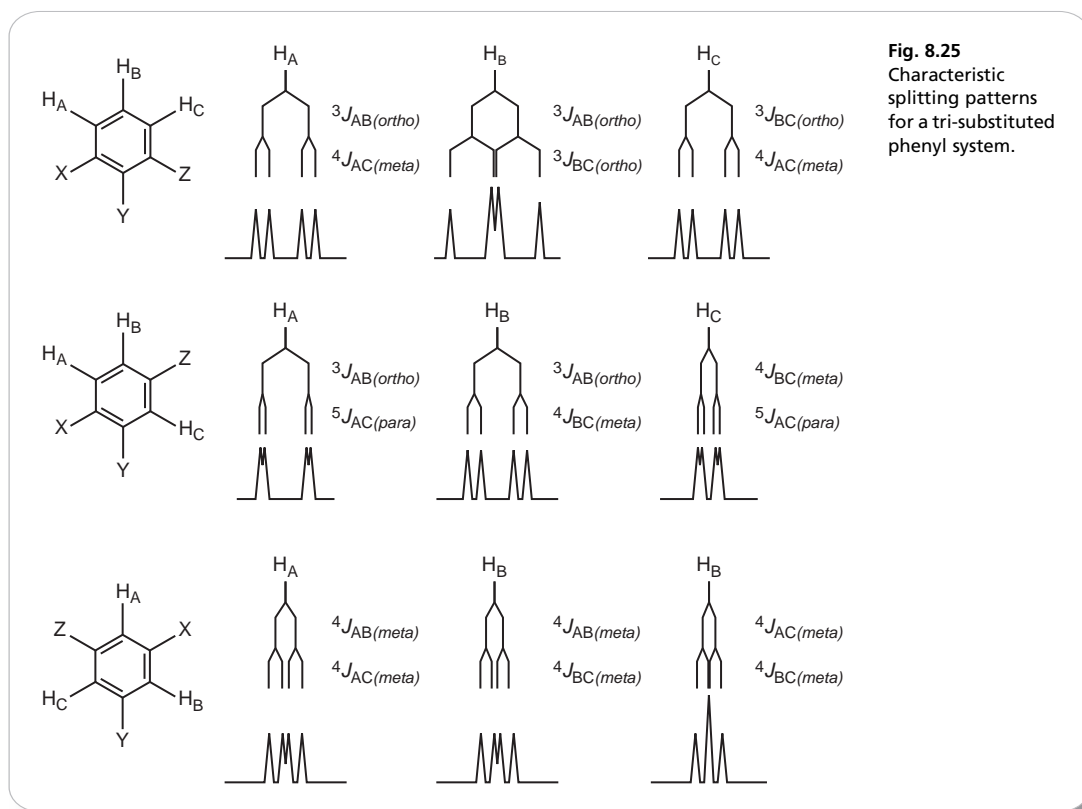 Fig. 8.25
Characteristic
splitting patterns
for a tri-substituted
phenyl system.
H_A H_B H_C
H_B
H_A H_C
X Z
Y
³J_AB(ortho) ³J_AB(ortho) ³J_BC(ortho)
⁴J_AC(meta) ³J_BC(ortho) ⁴J_AC(meta)
H_A H_B H_C
H_B
H_A Z
X H_C
Y
³J_AB(ortho) ³J_AB(ortho) ⁴J_BC(meta)
⁵J_AC(para) ⁴J_BC(meta) ⁵J_AC(para)
H_A H_B H_B
H_A
Z X
H_C H_B
Y
⁴J_AB(meta) ⁴J_AB(meta) ⁴J_AC(meta)
⁴J_AC(meta) ⁴J_BC(meta) ⁴J_BC(meta)